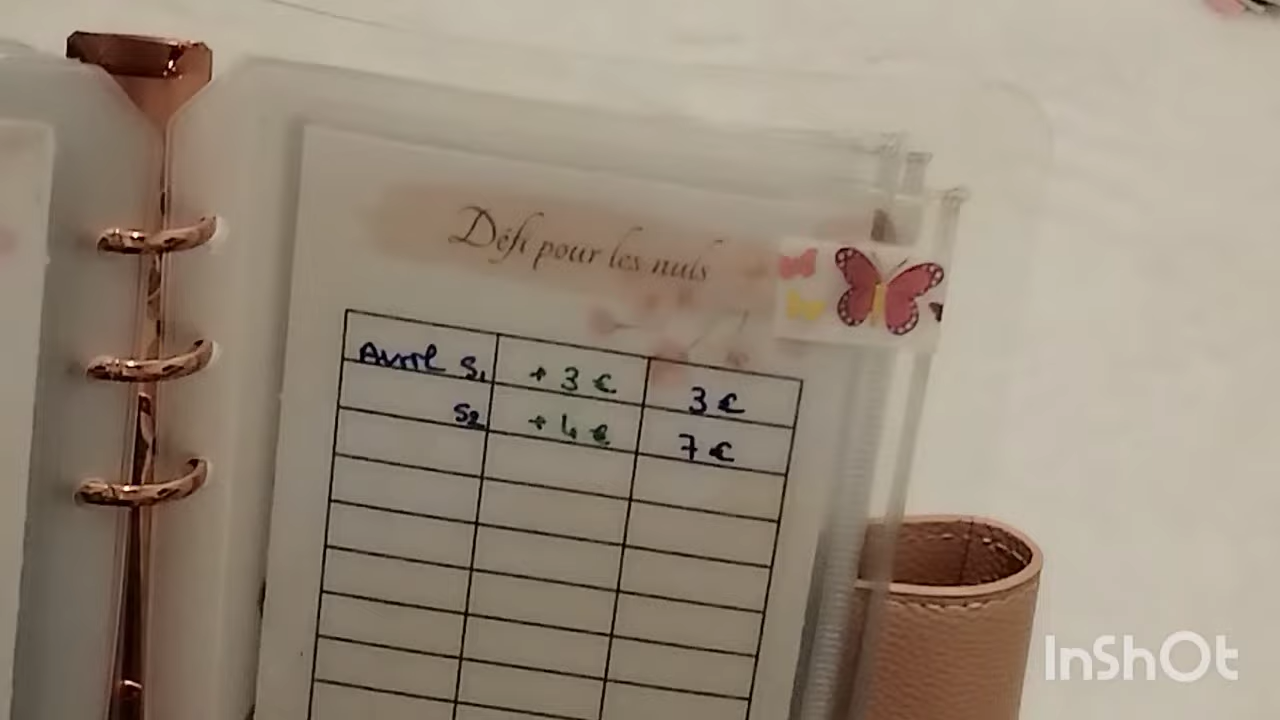 Défi pour les nuls
Avril S1 + 3 € 3 €
S2 + 4 € 7 €
InShOt